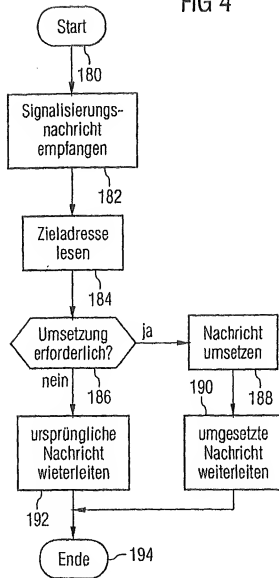 FIG 4
Start
180
Signalisierungs-
nachricht
empfangen
182
Zieladresse
lesen
184
Umsetzung
erforderlich?
ja
nein
186
Nachricht
umsetzen
188
190
ursprüngliche
Nachricht
wieterleiten
192
umgesetzte
Nachricht
weiterleiten
Ende
194